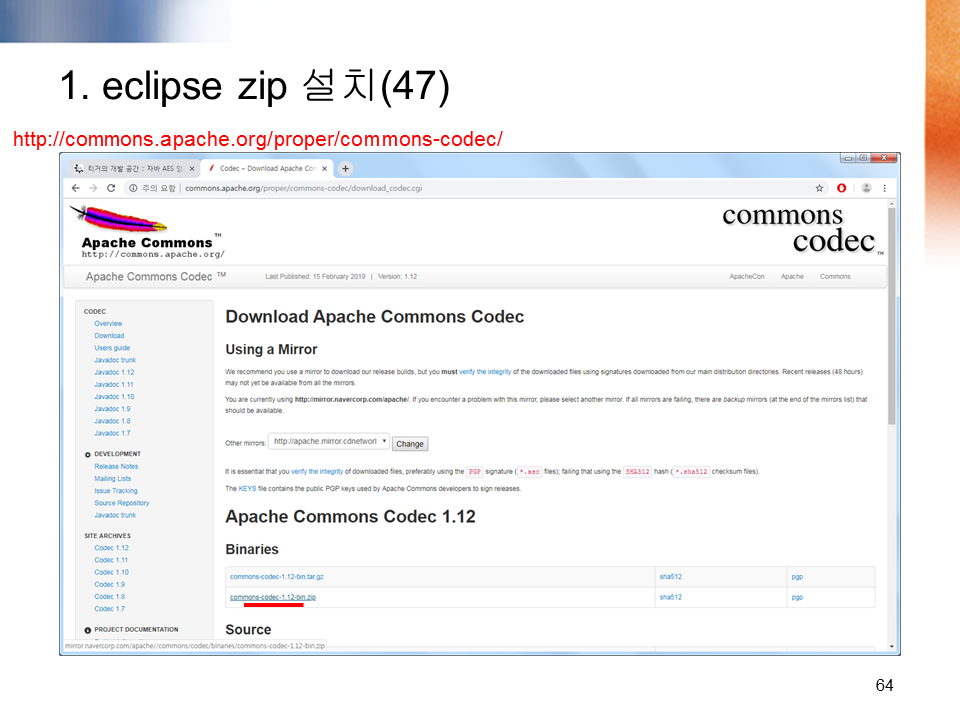 1. eclipse zip 설치(47)
http://commons.apache.org/proper/commons-codec/
티거의 개발 공간 :: 자바 AES 암
Codec – Download Apache Com
주의 요함 | commons.apache.org/proper/commons-codec/download_codec.cgi
Apache Commons ™
http://commons.apache.org/
commons
codec ™
Apache Commons Codec ™
Last Published: 15 February 2019 | Version: 1.12
ApacheCon Apache Commons
CODEC
Overview
Download
Users guide
Javadoc trunk
Javadoc 1.12
Javadoc 1.11
Javadoc 1.10
Javadoc 1.9
Javadoc 1.8
Javadoc 1.7
DEVELOPMENT
Release Notes
Mailing Lists
Issue Tracking
Source Repository
Javadoc trunk
SITE ARCHIVES
Codec 1.12
Codec 1.11
Codec 1.10
Codec 1.9
Codec 1.8
Codec 1.7
PROJECT DOCUMENTATION
Download Apache Commons Codec
Using a Mirror
We recommend you use a mirror to download our release builds, but you must verify the integrity of the downloaded files using signatures downloaded from our main distribution directories. Recent releases (48 hours)
may not yet be available from all the mirrors.
You are currently using http://mirror.navercorp.com/apache/. If you encounter a problem with this mirror, please select another mirror. If all mirrors are failing, there are backup mirrors (at the end of the mirrors list) that
should be available.
Other mirrors: http://apache.mirror.cdnetworl Change
It is essential that you verify the integrity of downloaded files, preferably using the PGP signature (*.asc files); failing that using the SHA512 hash (*.sha512 checksum files).
The KEYS file contains the public PGP keys used by Apache Commons developers to sign releases.
Apache Commons Codec 1.12
Binaries
commons-codec-1.12-bin.tar.gz sha512 pgp
commons-codec-1.12-bin.zip sha512 pgp
Source
mirror.navercorp.com/apache//commons/codec/binaries/commons-codec-1.12-bin.zip
64